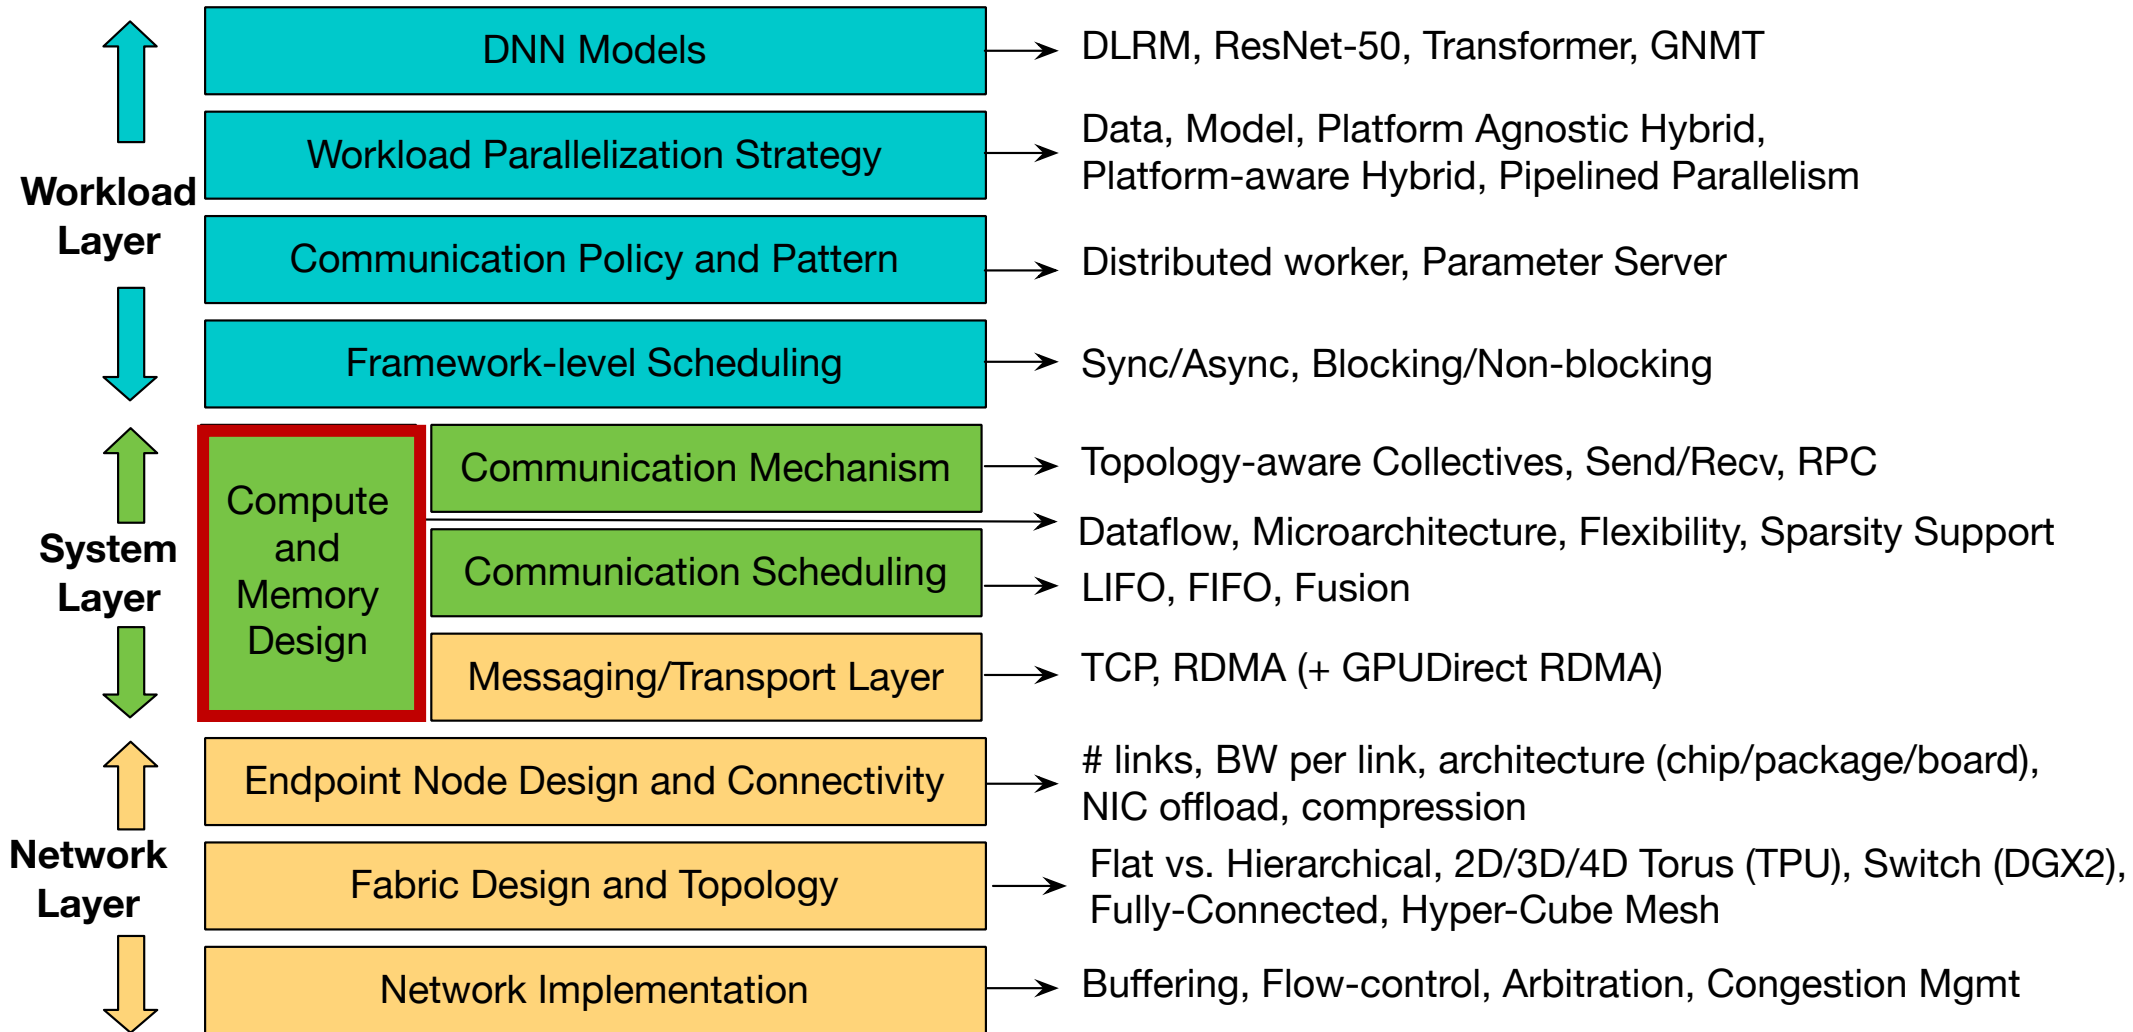 DNN Models
DLRM, ResNet-50, Transformer, GNMT
Workload Parallelization Strategy
Data, Model, Platform Agnostic Hybrid,
Platform-aware Hybrid, Pipelined Parallelism
Workload
Layer
Communication Policy and Pattern
Distributed worker, Parameter Server
Framework-level Scheduling
Sync/Async, Blocking/Non-blocking
System
Layer
Compute
and
Memory
Design
Communication Mechanism
Topology-aware Collectives, Send/Recv, RPC
Dataflow, Microarchitecture, Flexibility, Sparsity Support
Communication Scheduling
LIFO, FIFO, Fusion
Messaging/Transport Layer
TCP, RDMA (+ GPUDirect RDMA)
Endpoint Node Design and Connectivity
# links, BW per link, architecture (chip/package/board),
NIC offload, compression
Network
Layer
Fabric Design and Topology
Flat vs. Hierarchical, 2D/3D/4D Torus (TPU), Switch (DGX2),
Fully-Connected, Hyper-Cube Mesh
Network Implementation
Buffering, Flow-control, Arbitration, Congestion Mgmt